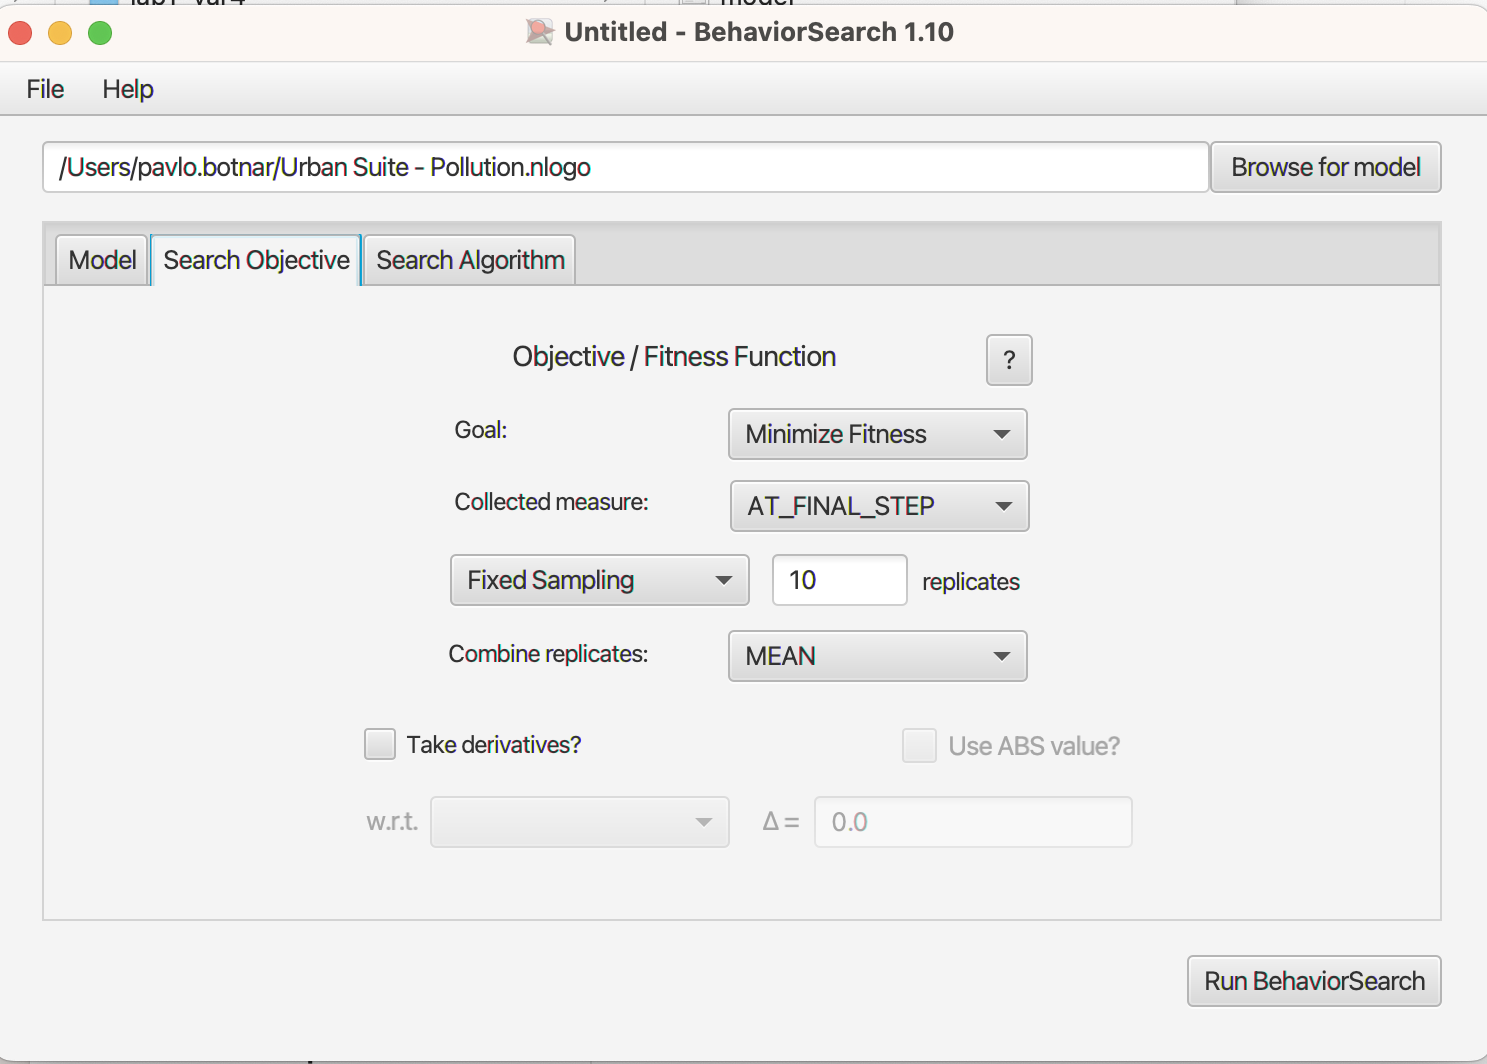 Untitled - BehaviorSearch 1.10
File Help
/Users/pavlo.botnar/Urban Suite - Pollution.nlogo Browse for model
Model Search Objective Search Algorithm
Objective / Fitness Function ?
Goal: Minimize Fitness
Collected measure: AT_FINAL_STEP
Fixed Sampling 10 replicates
Combine replicates: MEAN
Take derivatives? Use ABS value?
w.r.t. Δ = 0.0
Run BehaviorSearch